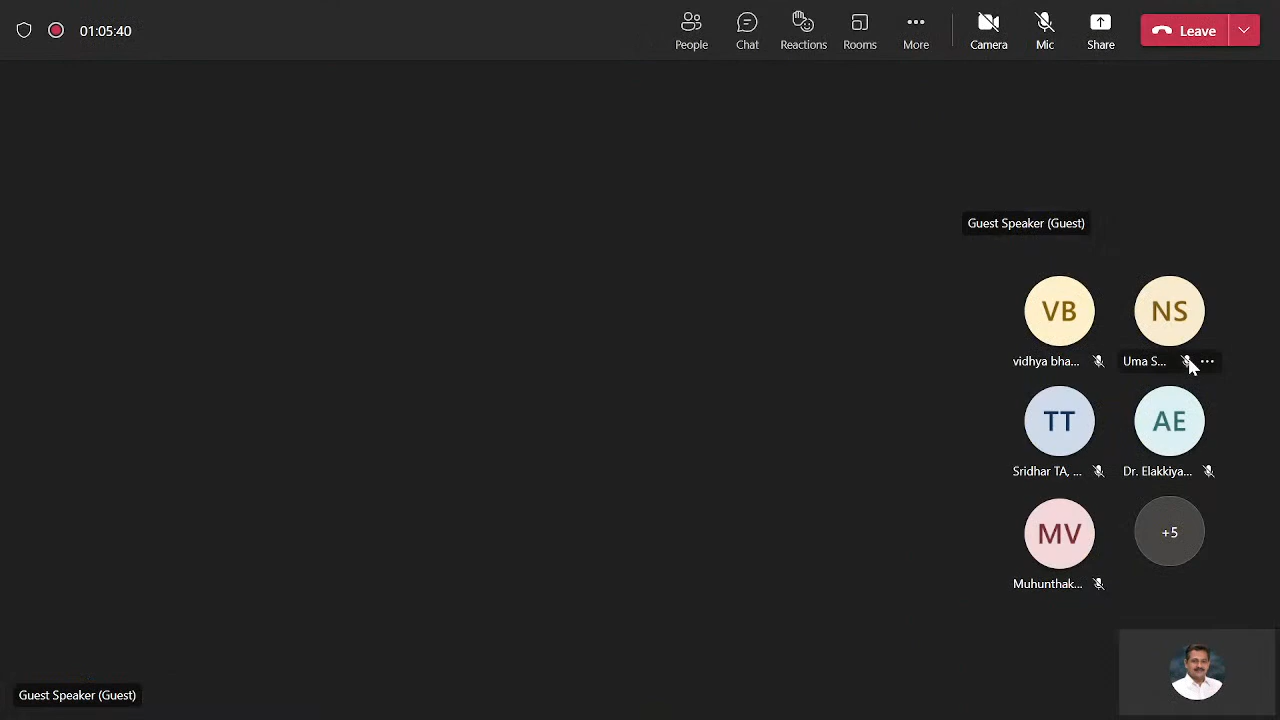 01:05:40
People Chat Reactions Rooms More Camera Mic Share Leave
Guest Speaker (Guest)
VB NS
vidhya bha... Uma S...
TT AE
Sridhar TA, ... Dr. Elakkiya...
MV +5
Muhunthak...
Guest Speaker (Guest)